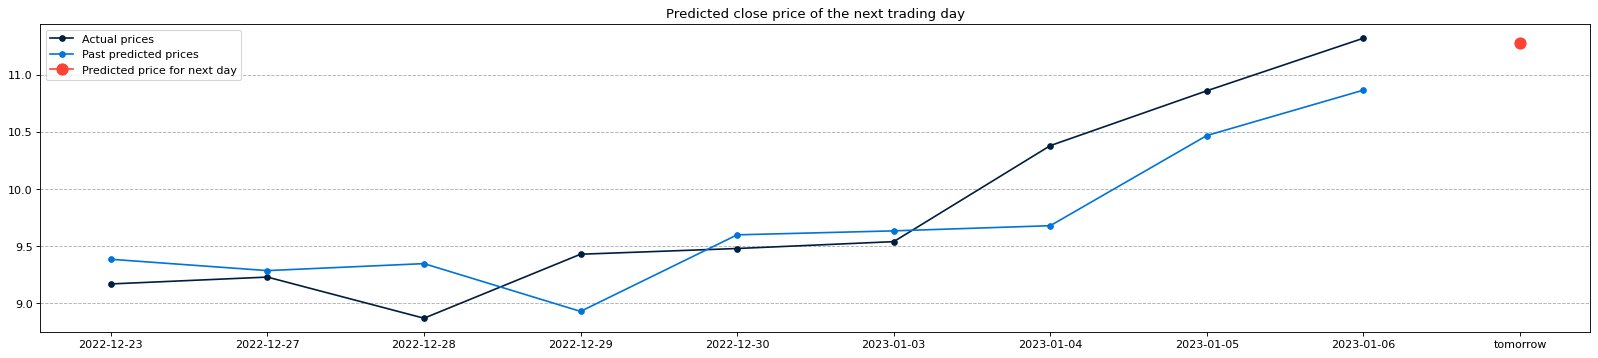 Predicted close price of the next trading day
Actual prices
Past predicted prices
Predicted price for next day
11.0
10.5
10.0
9.5
9.0
2022-12-23 2022-12-27 2022-12-28 2022-12-29 2022-12-30 2023-01-03 2023-01-04 2023-01-05 2023-01-06 tomorrow